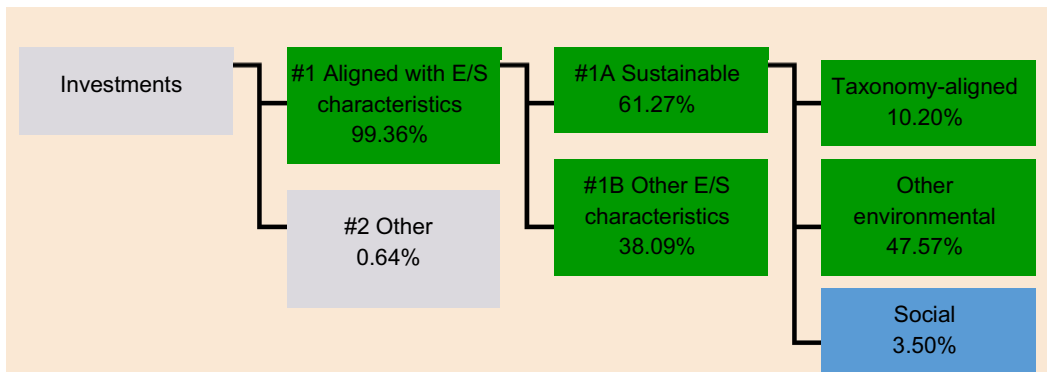 Investments
#1 Aligned with E/S
characteristics
99.36%
#2 Other
0.64%
#1A Sustainable
61.27%
#1B Other E/S
characteristics
38.09%
Taxonomy-aligned
10.20%
Other
environmental
47.57%
Social
3.50%